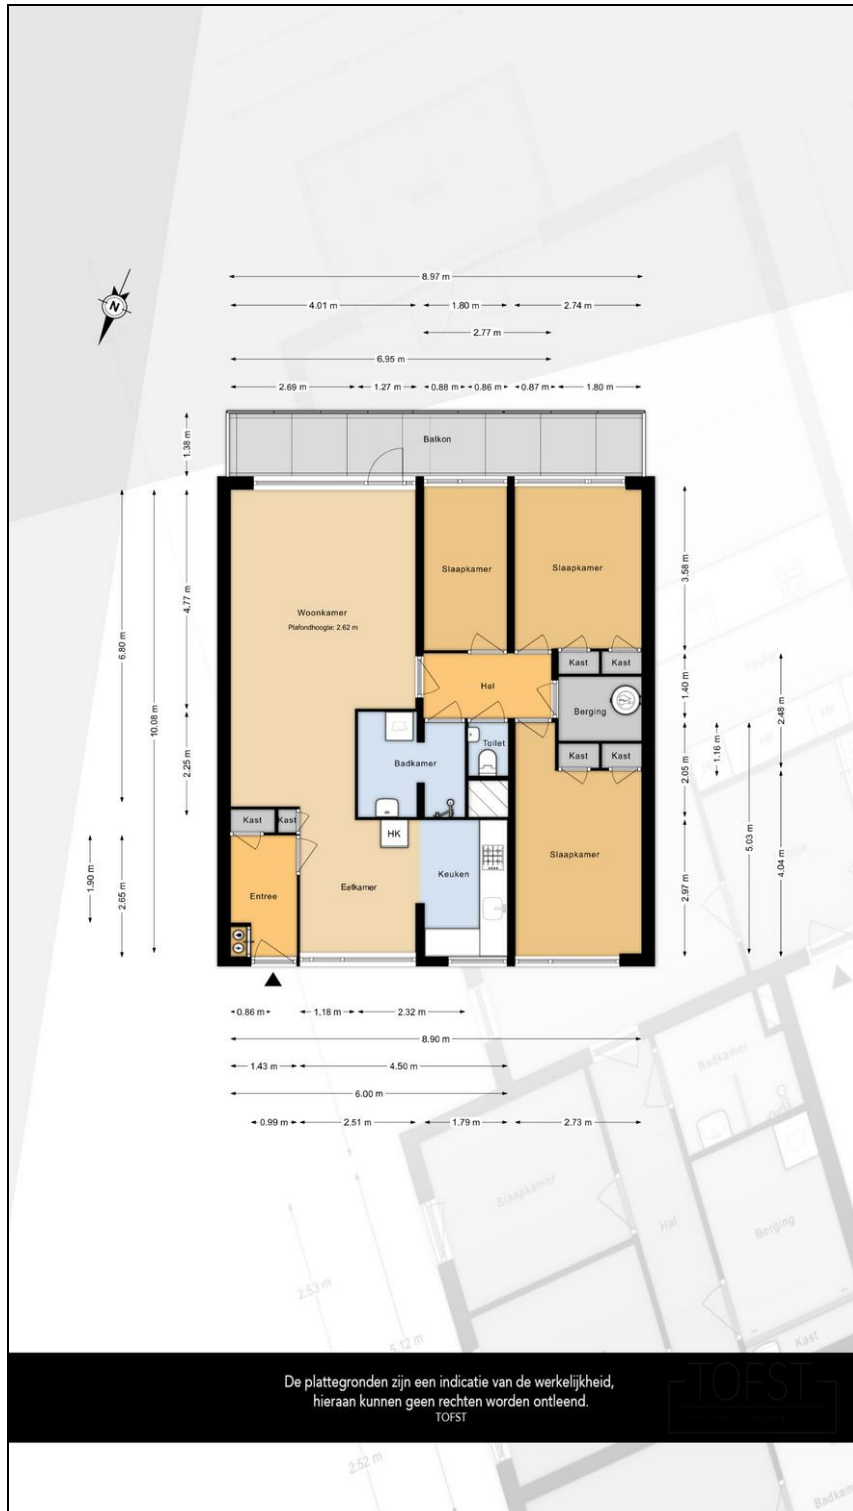 N
8.97 m
4.01 m
1.80 m
2.74 m
2.77 m
6.95 m
2.69 m
1.27 m
0.88 m
0.86 m
0.87 m
1.80 m
1.38 m
Balkon
4.77 m
6.80 m
10.08 m
2.25 m
1.90 m
2.65 m
Woonkamer
Plafondhoogte: 2.62 m
Slaapkamer
Slaapkamer
Hal
Kast
Kast
Berging
Badkamer
Toilet
Kast
Kast
Kast
Kast
HK
Keuken
Eetkamer
Entree
Slaapkamer
3.58 m
1.40 m
2.48 m
1.16 m
2.05 m
5.03 m
4.04 m
2.97 m
0.86 m
1.18 m
2.32 m
8.90 m
1.43 m
4.50 m
6.00 m
0.99 m
2.51 m
1.79 m
2.73 m
HK
Badkamer
Slaapkamer
Hal
Berging
2.53 m
5.12 m
Kast
De plattegronden zijn een indicatie van de werkelijkheid,
hieraan kunnen geen rechten worden ontleend.
TOFST
TOFST
2.52 m